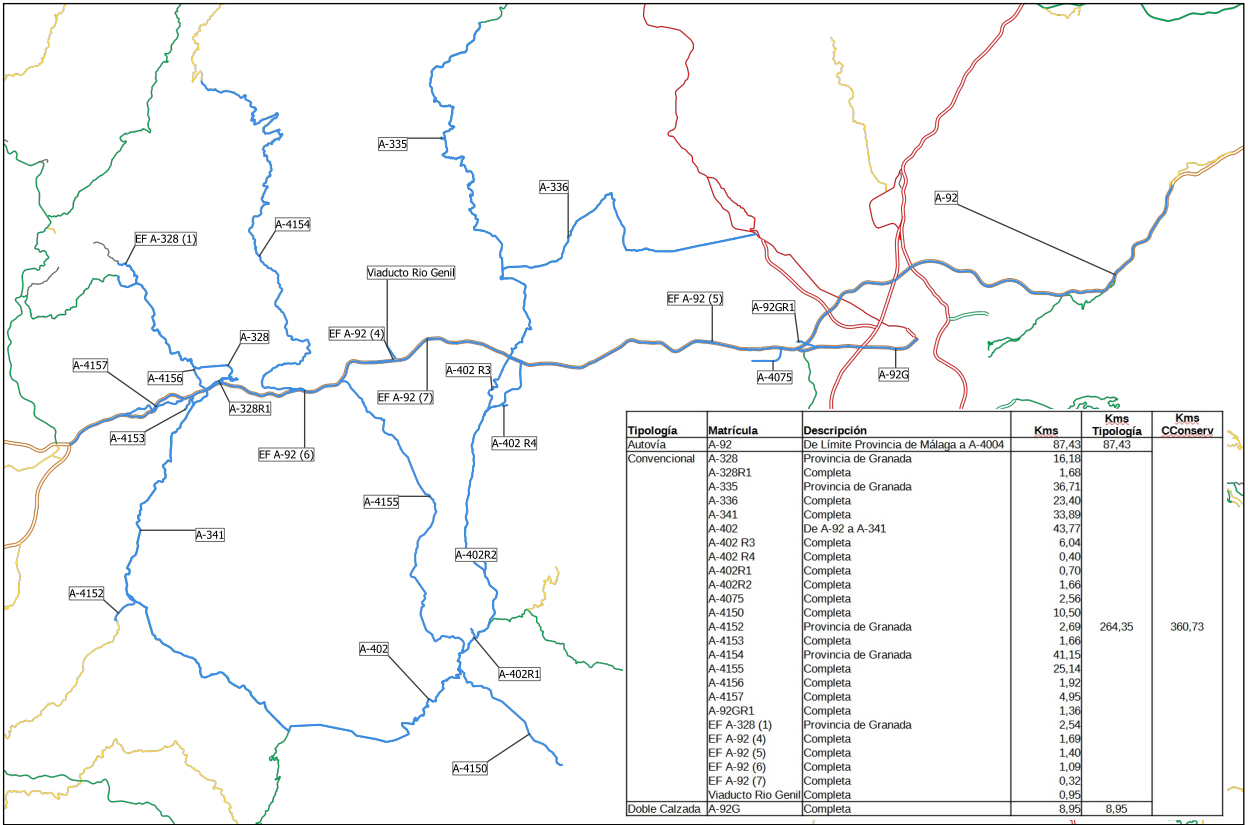 A-335
A-336
A-92
A-4154
EF A-328 (1)
Viaducto Rio Genil
EF A-92 (5)
A-92GR1
EF A-92 (4)
A-328
A-4157
A-4156
A-402 R3
A-4075
A-92G
EF A-92 (7)
A-328R1
A-4153
A-402 R4
EF A-92 (6)
A-4155
A-341
A-402R2
A-4152
A-402
A-402R1
A-4150
Tipología Matrícula Descripción Kms Kms Tipología Kms CConserv
Autovía A-92 De Límite Provincia de Málaga a A-4004 87,43 87,43
Convencional A-328 Provincia de Granada 16,18
A-328R1 Completa 1,68
A-335 Provincia de Granada 36,71
A-336 Completa 23,40
A-341 Completa 33,89
A-402 De A-92 a A-341 43,77
A-402 R3 Completa 6,04
A-402 R4 Completa 0,40
A-402R1 Completa 0,70
A-402R2 Completa 1,66
A-4075 Completa 2,56
A-4150 Completa 10,50
A-4152 Provincia de Granada 2,69 264,35 360,73
A-4153 Completa 1,66
A-4154 Provincia de Granada 41,15
A-4155 Completa 25,14
A-4156 Completa 1,92
A-4157 Completa 4,95
A-92GR1 Completa 1,36
EF A-328 (1) Provincia de Granada 2,54
EF A-92 (4) Completa 1,69
EF A-92 (5) Completa 1,40
EF A-92 (6) Completa 1,09
EF A-92 (7) Completa 0,32
Viaducto Rio Genil Completa 0,95
Doble Calzada A-92G Completa 8,95 8,95